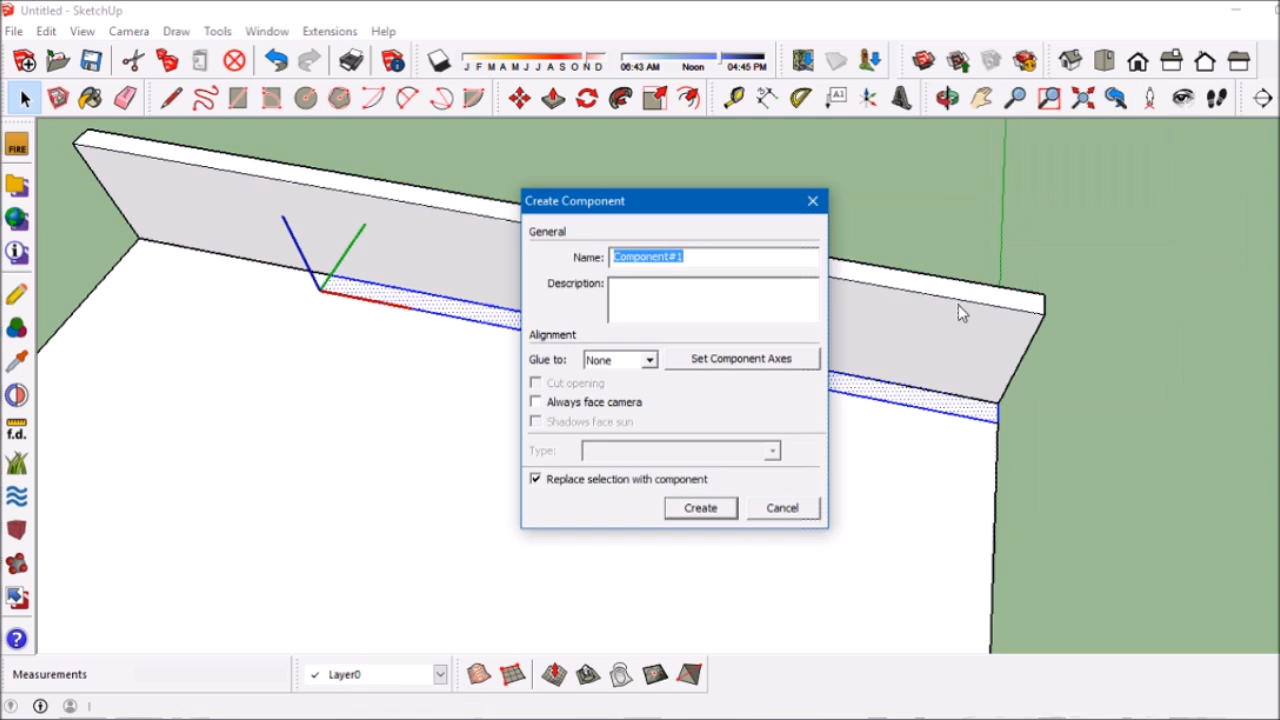 Untitled - SketchUp
File Edit View Camera Draw Tools Window Extensions Help
J F M A M J J A S O N D 06:43 AM Noon 04:45 PM
A1
FIRE
f.d.
Create Component
General
Name: Component#1
Description:
Alignment
Glue to: None Set Component Axes
Cut opening
Always face camera
Shadows face sun
Type:
Replace selection with component
Create Cancel
Measurements Layer0